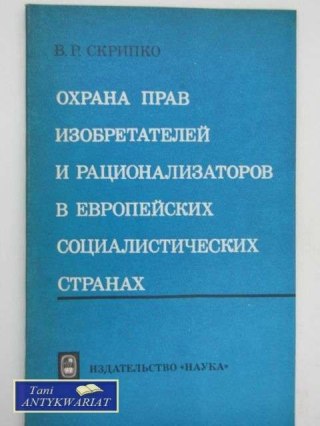 В. Р. СКРИПКО
ОХРАНА ПРАВ
ИЗОБРЕТАТЕЛЕЙ
И РАЦИОНАЛИЗАТОРОВ
В ЕВРОПЕЙСКИХ
СОЦИАЛИСТИЧЕСКИХ
СТРАНАХ
ИЗДАТЕЛЬСТВО «НАУКА»
Tani
ANTYKWARIAT